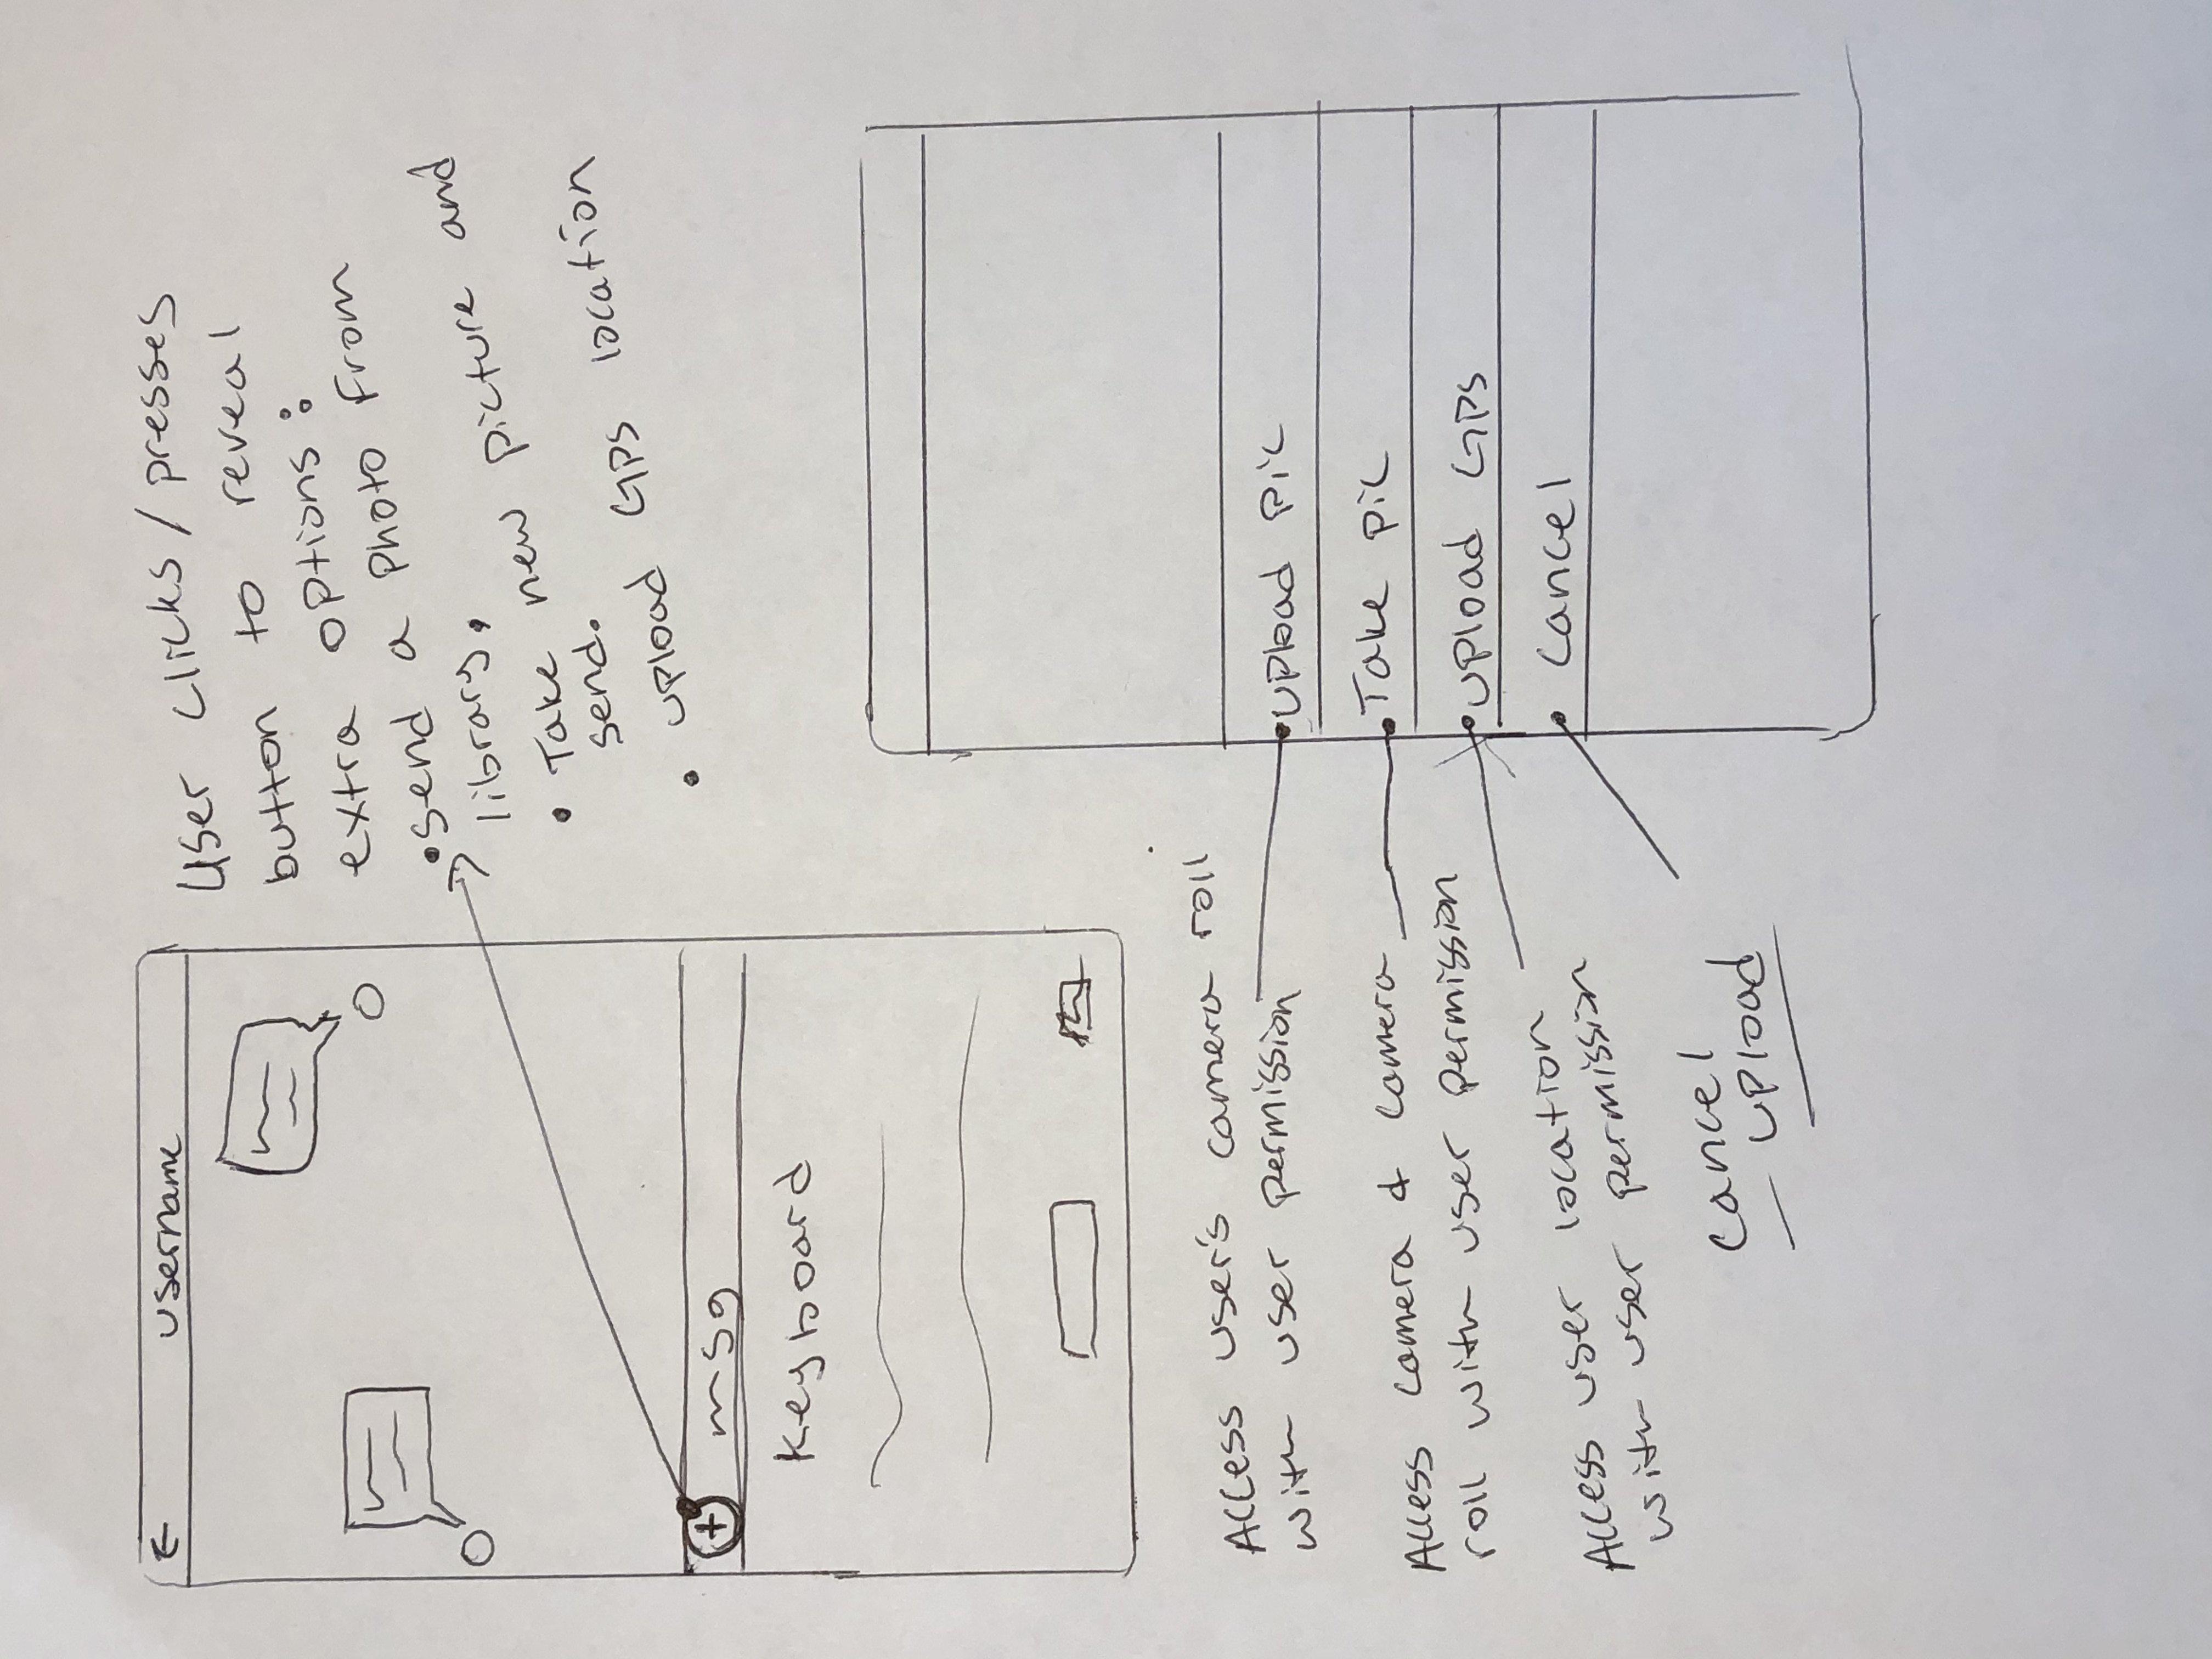 ←
username
User clicks / presses
button to reveal
extra options:
• send a photo from
library.
• Take new picture and
send.
• upload GPS location
+ msg
Keyboard
Access user's camera roll
with user permission
Access camera & camera
roll with user permission
Access user location
with user permission
cancel
upload
upload pic
Take pic
upload GPS
cancel